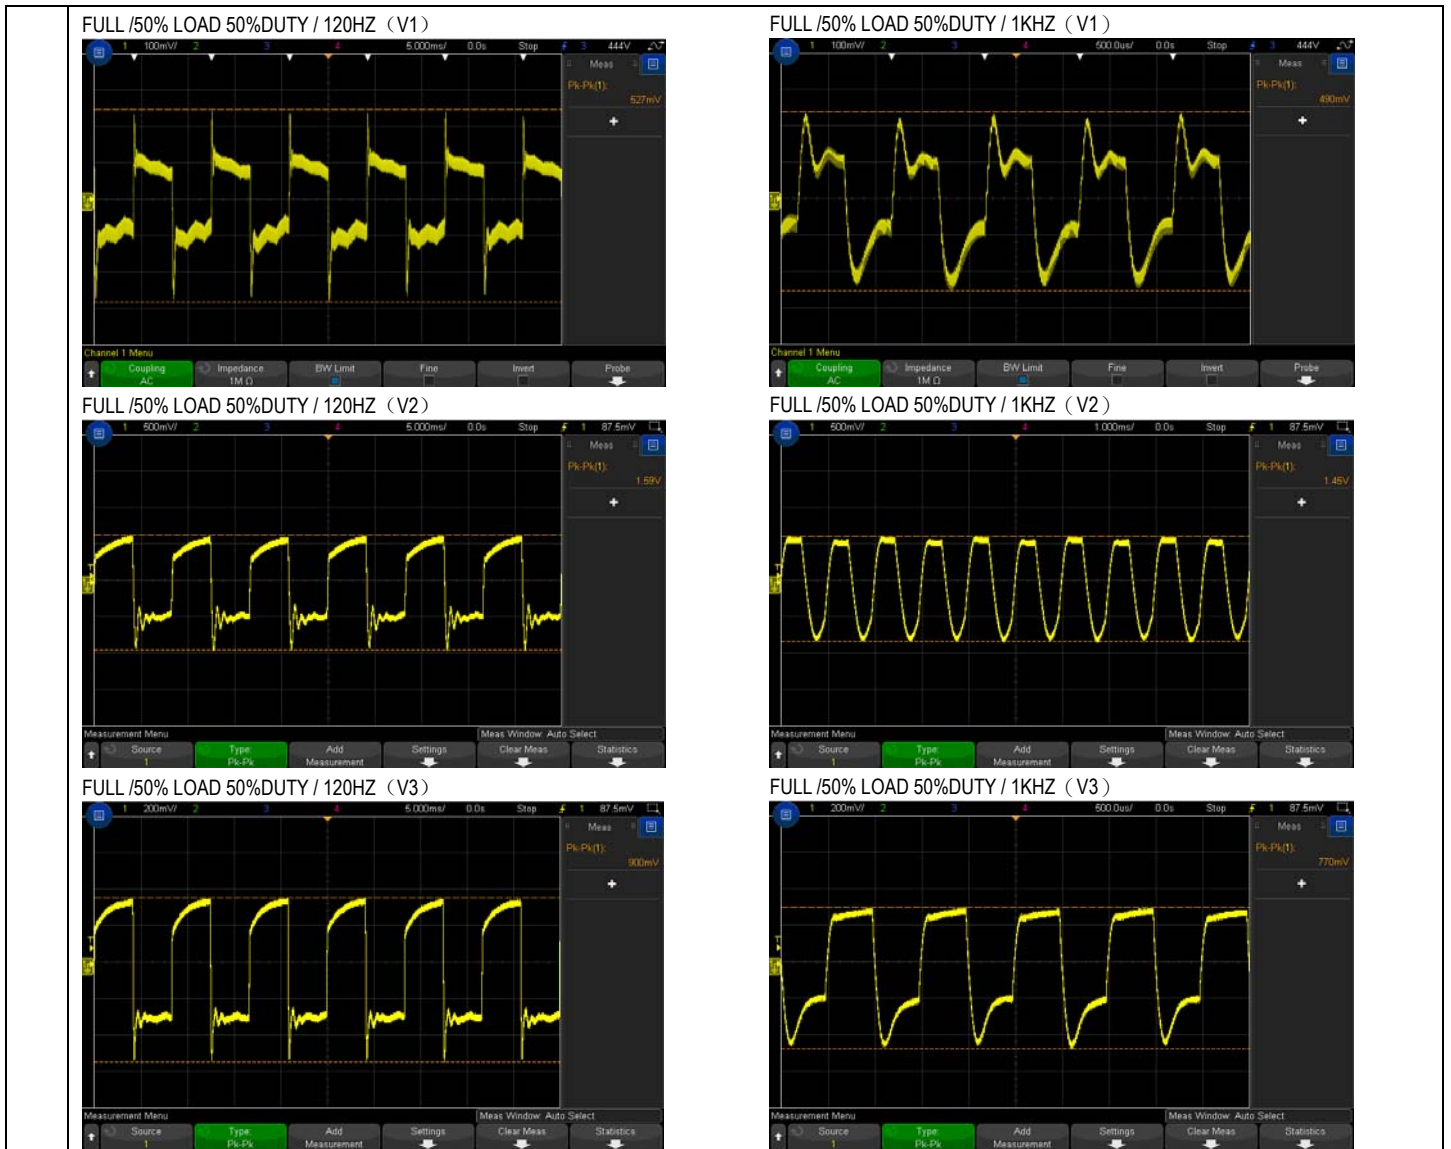 FULL /50% LOAD 50%DUTY / 120HZ（V1）
1 100mV/ 2 3 4 5.000ms/ 0.0s Stop 3 444V
Meas
Pk-Pk(1):
527mV
Channel 1 Menu
Coupling Impedance BW Limit Fine Invert Probe
AC 1M Ω
FULL /50% LOAD 50%DUTY / 1KHZ（V1）
1 100mV/ 2 3 4 500.0us/ 0.0s Stop 3 444V
Meas
Pk-Pk(1):
490mV
Channel 1 Menu
Coupling Impedance BW Limit Fine Invert Probe
AC 1M Ω
FULL /50% LOAD 50%DUTY / 120HZ（V2）
1 500mV/ 2 3 4 5.000ms/ 0.0s Stop 1 87.5mV
Meas
Pk-Pk(1):
1.59V
Measurement Menu Meas Window: Auto Select
Source Type: Add Settings Clear Meas Statistics
1 Pk-Pk Measurement
FULL /50% LOAD 50%DUTY / 1KHZ（V2）
1 500mV/ 2 3 4 1.000ms/ 0.0s Stop 1 87.5mV
Meas
Pk-Pk(1):
1.45V
Measurement Menu Meas Window: Auto Select
Source Type: Add Settings Clear Meas Statistics
1 Pk-Pk Measurement
FULL /50% LOAD 50%DUTY / 120HZ（V3）
1 200mV/ 2 3 4 5.000ms/ 0.0s Stop 1 87.5mV
Meas
Pk-Pk(1):
900mV
Measurement Menu Meas Window: Auto Select
Source Type: Add Settings Clear Meas Statistics
1 Pk-Pk Measurement
FULL /50% LOAD 50%DUTY / 1KHZ（V3）
1 200mV/ 2 3 4 500.0us/ 0.0s Stop 1 87.5mV
Meas
Pk-Pk(1):
770mV
Measurement Menu Meas Window: Auto Select
Source Type: Add Settings Clear Meas Statistics
1 Pk-Pk Measurement